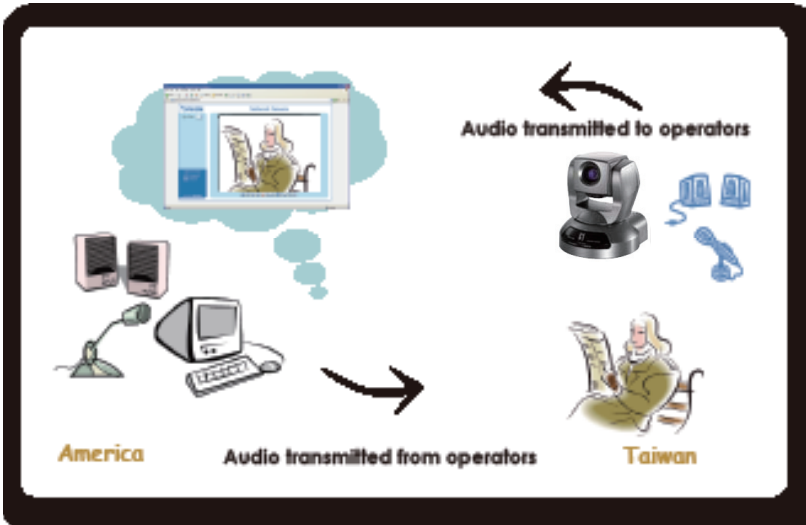 Audio transmitted to operators
America
Audio transmitted from operators
Taiwan